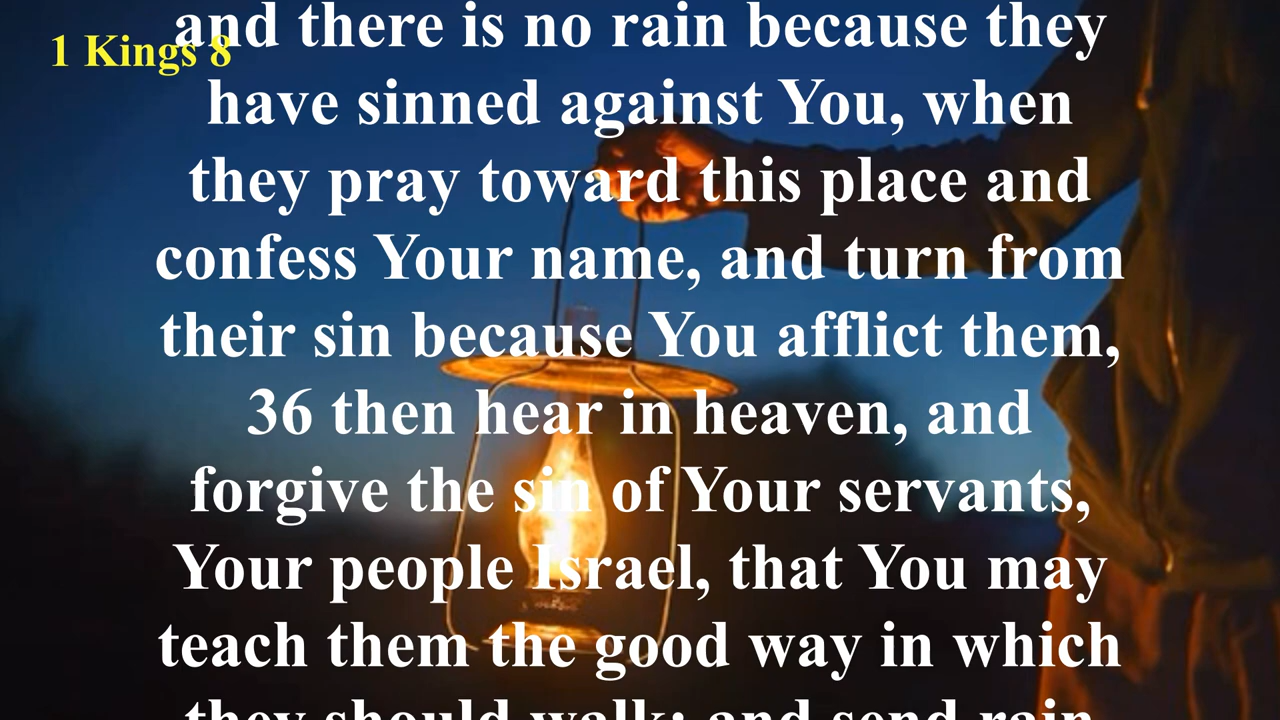 1 Kings 8
and there is no rain because they
have sinned against You, when
they pray toward this place and
confess Your name, and turn from
their sin because You afflict them,
36 then hear in heaven, and
forgive the sin of Your servants,
Your people Israel, that You may
teach them the good way in which
they should walk; and send rain